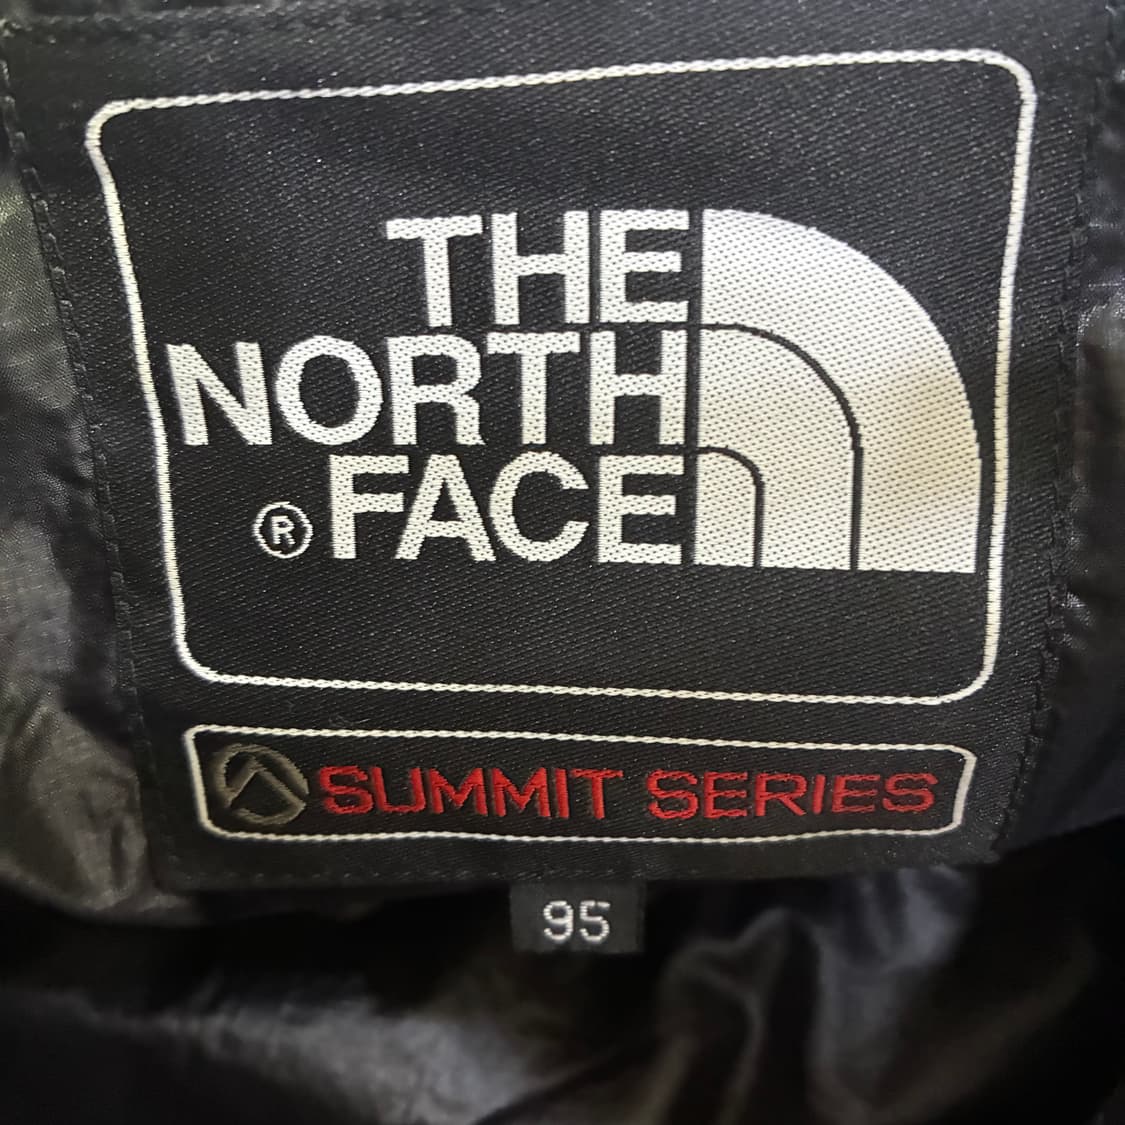 THE
NORTH
® FACE
SUMMIT SERIES
95